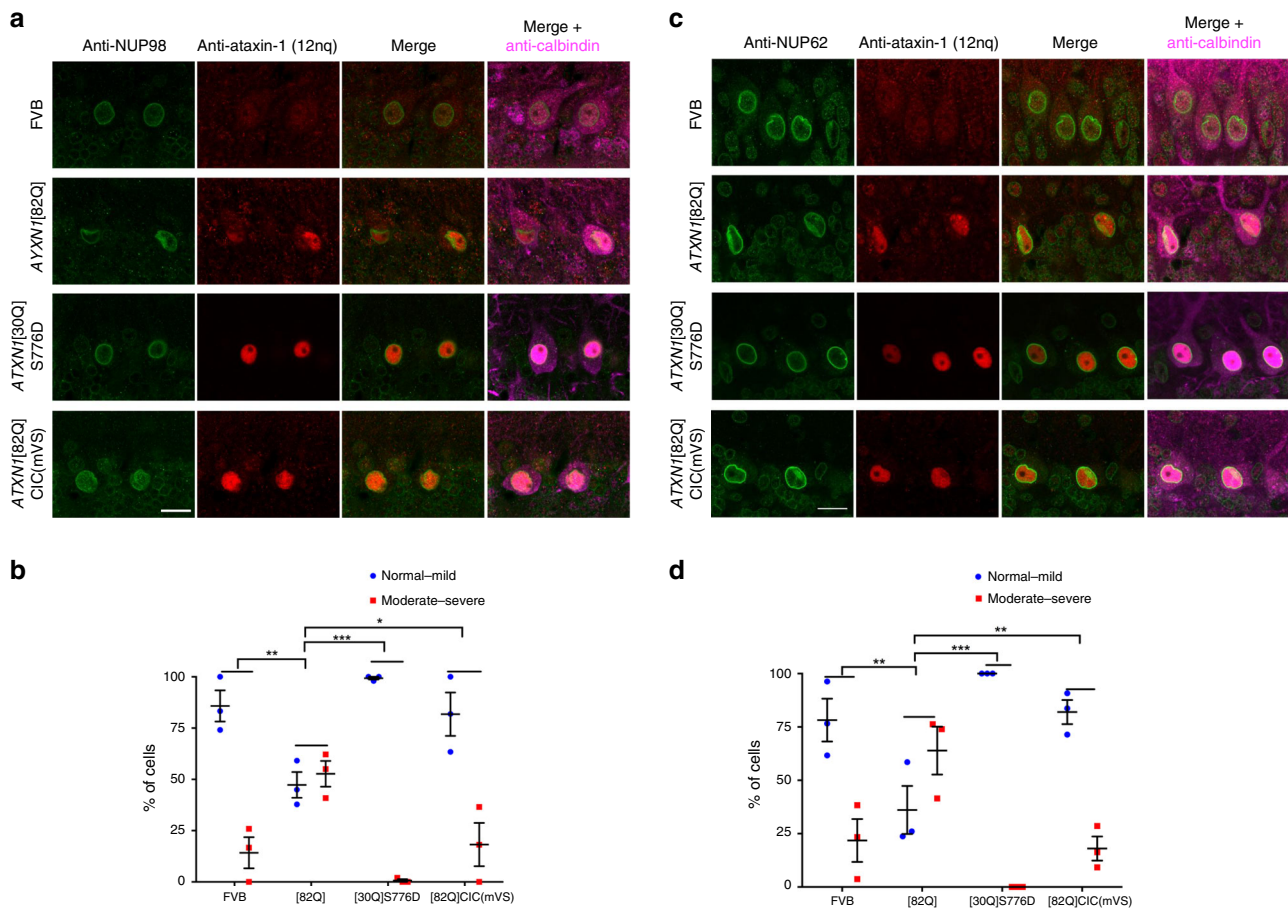 a
Anti-NUP98
Anti-ataxin-1 (12nq)
Merge
Merge +
anti-calbindin
FVB
AYXN1[82Q]
ATXN1[30Q]
S776D
ATXN1[82Q]
CIC(mVS)
c
Anti-NUP62
Anti-ataxin-1 (12nq)
Merge
Merge +
anti-calbindin
FVB
ATXN1[82Q]
ATXN1[30Q]
S776D
ATXN1[82Q]
CIC(mVS)
b
Normal–mild
Moderate–severe
*
***
**
100
75
50
25
0
% of cells
FVB
[82Q]
[30Q]S776D
[82Q]CIC(mVS)
d
Normal–mild
Moderate–severe
**
***
**
100
75
50
25
0
% of cells
FVB
[82Q]
[30Q]S776D
[82Q]CIC(mVS)